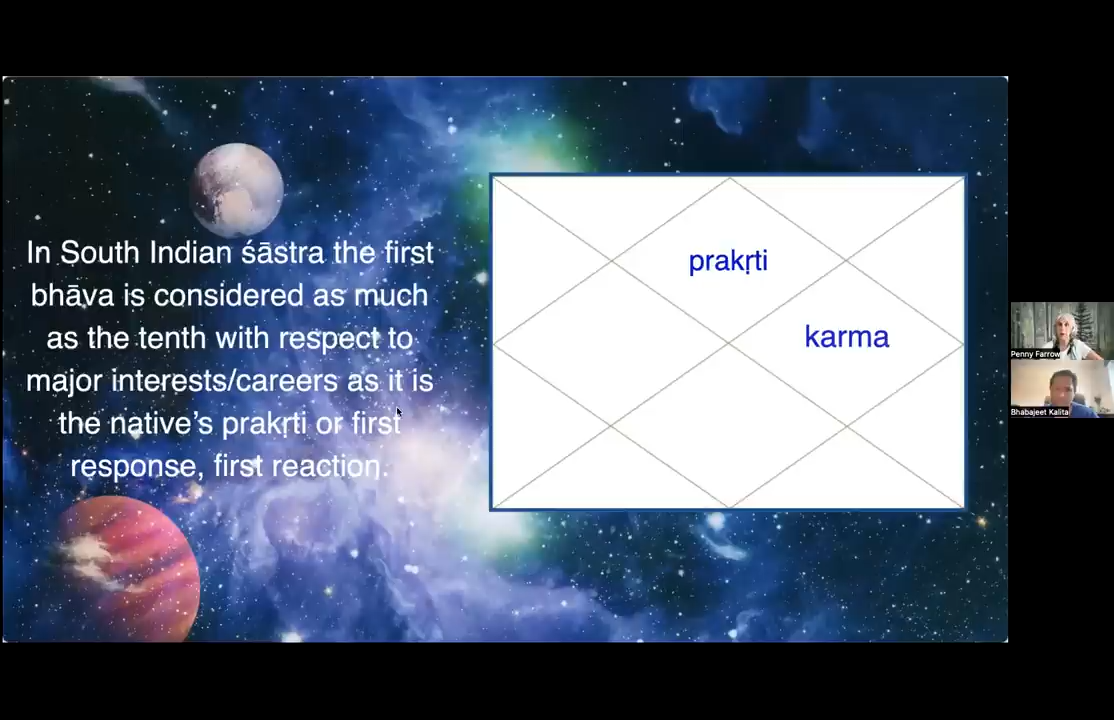 In South Indian śāstra the first
bhāva is considered as much
as the tenth with respect to
major interests/careers as it is
the native's prakṛti or first
response, first reaction.
prakṛti
karma
Penny Farrow
Bhabajeet Kalita